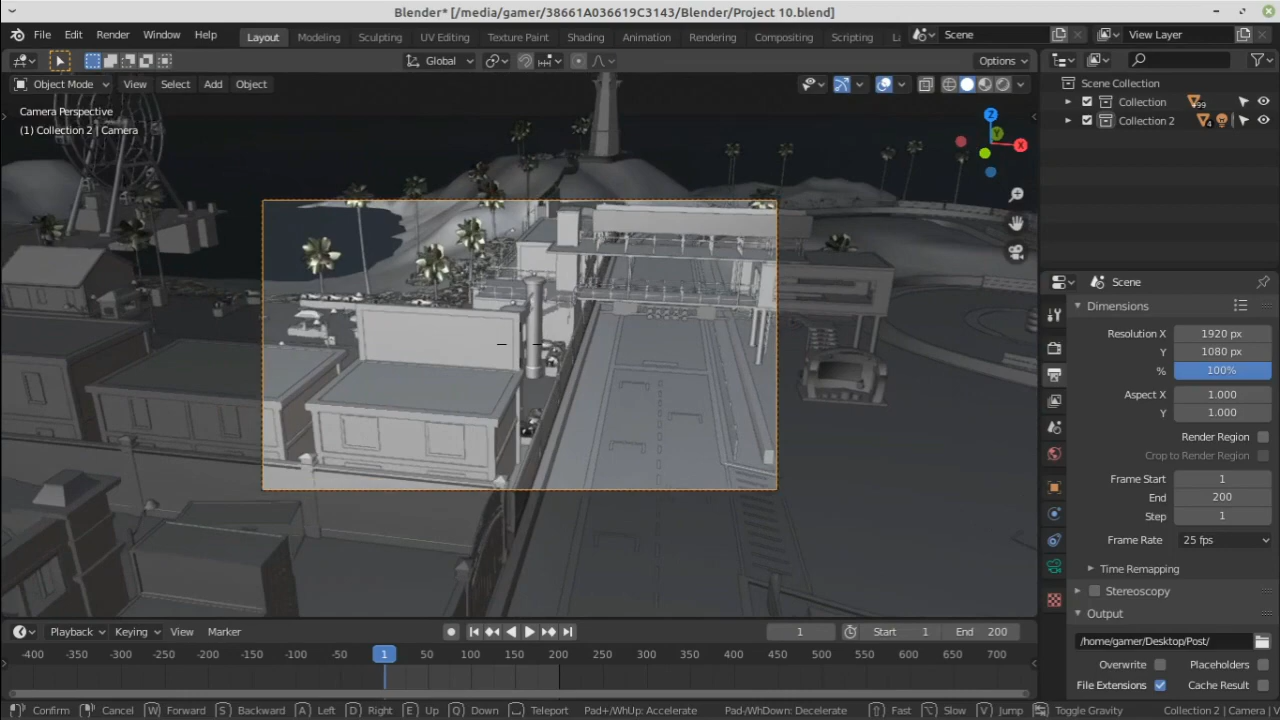 Blender* [/media/gamer/38661A036619C3143/Blender/Project 10.blend]
File Edit Render Window Help Layout Modeling Sculpting UV Editing Texture Paint Shading Animation Rendering Compositing Scripting Scene View Layer
Global Options
Object Mode View Select Add Object
Camera Perspective
(1) Collection 2 | Camera
Z
Y
X
Scene Collection
Collection 99
Collection 2 4
Scene
Dimensions
Resolution X 1920 px
Y 1080 px
% 100%
Aspect X 1.000
Y 1.000
Render Region
Crop to Render Region
Frame Start 1
End 200
Step 1
Frame Rate 25 fps
Time Remapping
Stereoscopy
Output
/home/gamer/Desktop/Post/
Overwrite Placeholders
File Extensions Cache Result
Playback Keying View Marker 1 Start 1 End 200
-400 -350 -300 -250 -200 -150 -100 -50 1 50 100 150 200 250 300 350 400 450 500 550 600 650 700
Confirm Cancel W Forward S Backward A Left D Right E Up Q Down Teleport Pad+/WhUp: Accelerate Pad-/WhDown: Decelerate Fast Slow V Jump Toggle Gravity Collection 2 | Camera | V